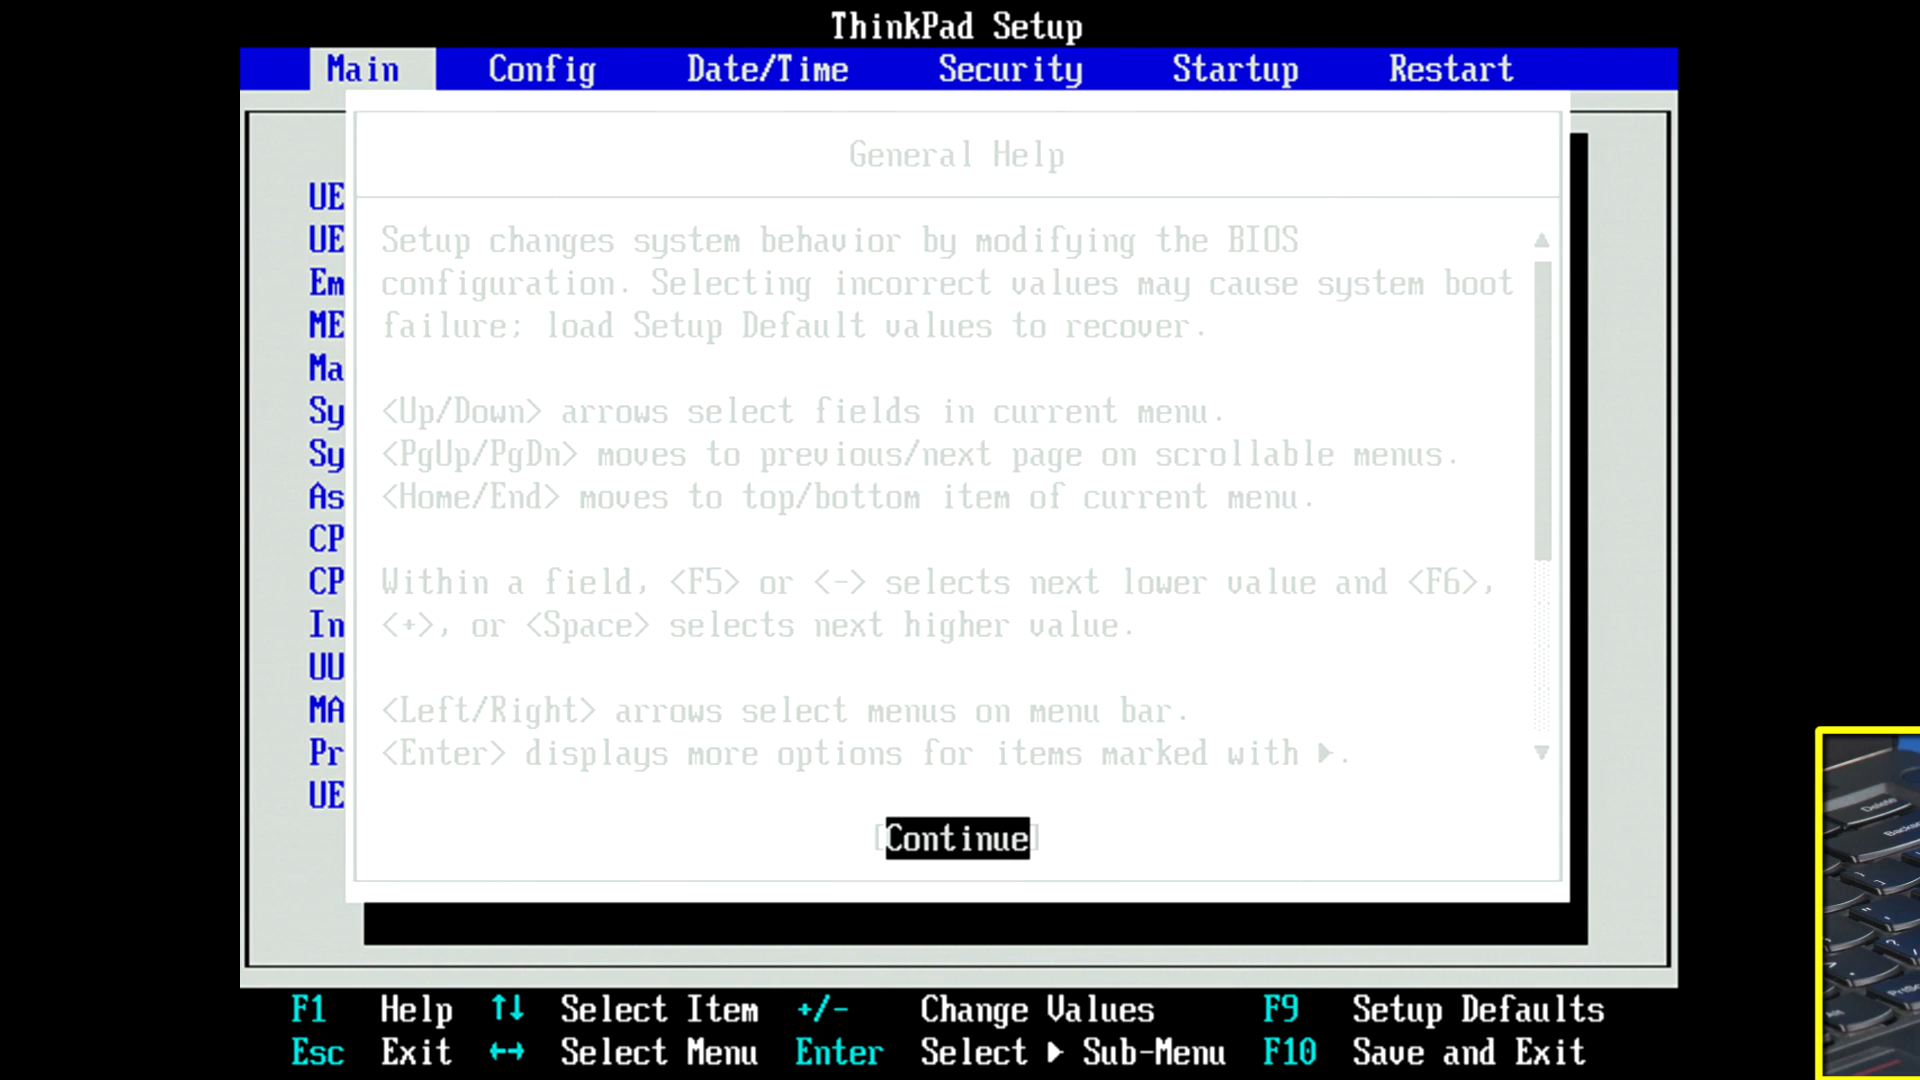 ThinkPad Setup
Main Config Date/Time Security Startup Restart
General Help
Setup changes system behavior by modifying the BIOS
configuration. Selecting incorrect values may cause system boot
failure; load Setup Default values to recover.
<Up/Down> arrows select fields in current menu.
<PgUp/PgDn> moves to previous/next page on scrollable menus.
<Home/End> moves to top/bottom item of current menu.
Within a field, <F5> or <-> selects next lower value and <F6>,
<+>, or <Space> selects next higher value.
<Left/Right> arrows select menus on menu bar.
<Enter> displays more options for items marked with ▶.
[Continue]
UE
UE
Em
ME
Ma
Sy
Sy
As
CP
CP
In
UU
MA
Pr
UE
F1 Help ↑↓ Select Item +/- Change Values F9 Setup Defaults
Esc Exit ←→ Select Menu Enter Select ▶ Sub-Menu F10 Save and Exit
Delete